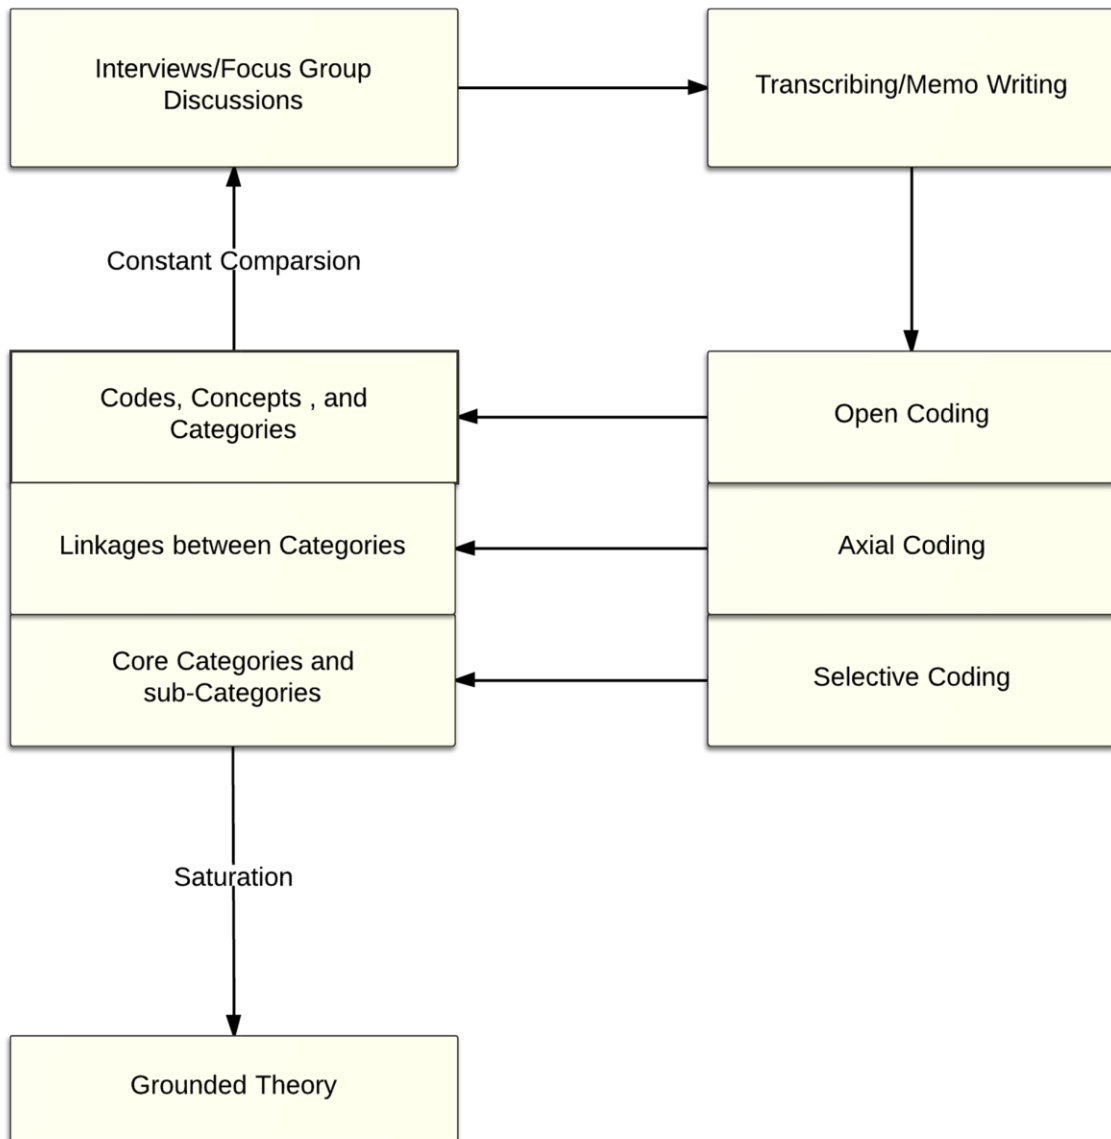 Interviews/Focus Group
Discussions
Transcribing/Memo Writing
Constant Comparsion
Codes, Concepts , and
Categories
Open Coding
Linkages between Categories
Axial Coding
Core Categories and
sub-Categories
Selective Coding
Saturation
Grounded Theory